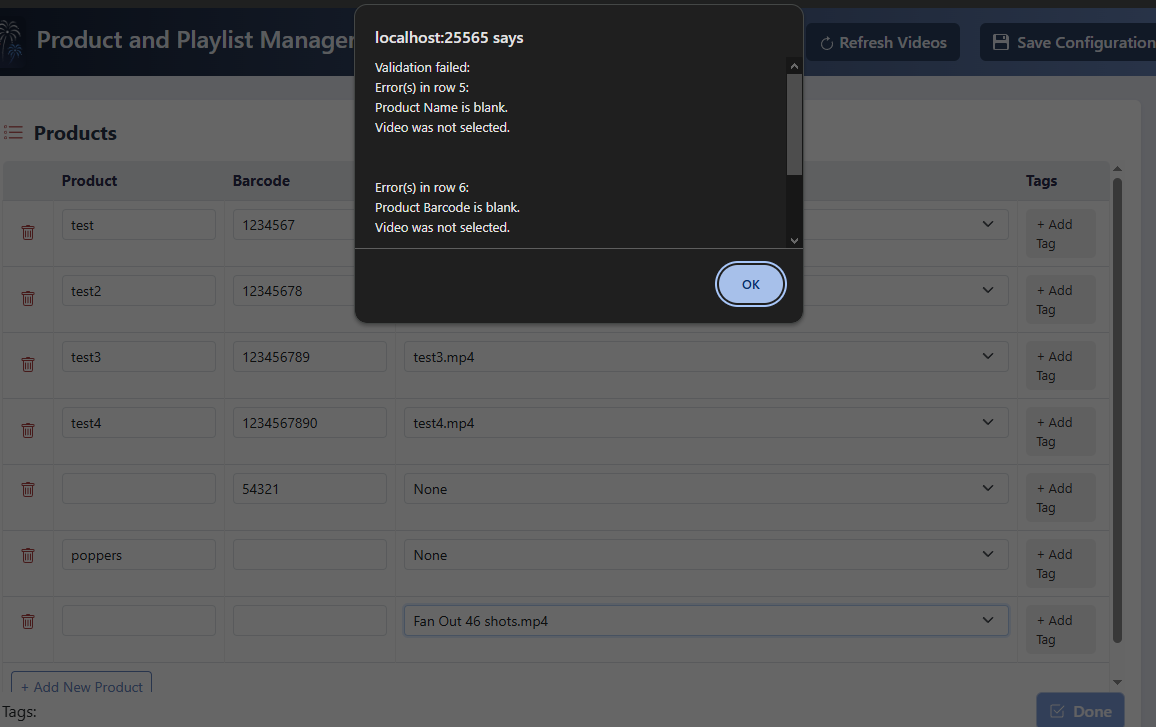 Product and Playlist Manager
localhost:25565 says
Validation failed:
Error(s) in row 5:
Product Name is blank.
Video was not selected.
Error(s) in row 6:
Product Barcode is blank.
Video was not selected.
OK
Refresh Videos
Save Configuration
Products
Product Barcode Tags
test 1234567 + Add
Tag
test2 12345678 + Add
Tag
test3 123456789 test3.mp4 + Add
Tag
test4 1234567890 test4.mp4 + Add
Tag
54321 None + Add
Tag
poppers None + Add
Tag
Fan Out 46 shots.mp4 + Add
Tag
+ Add New Product
Tags:
Done